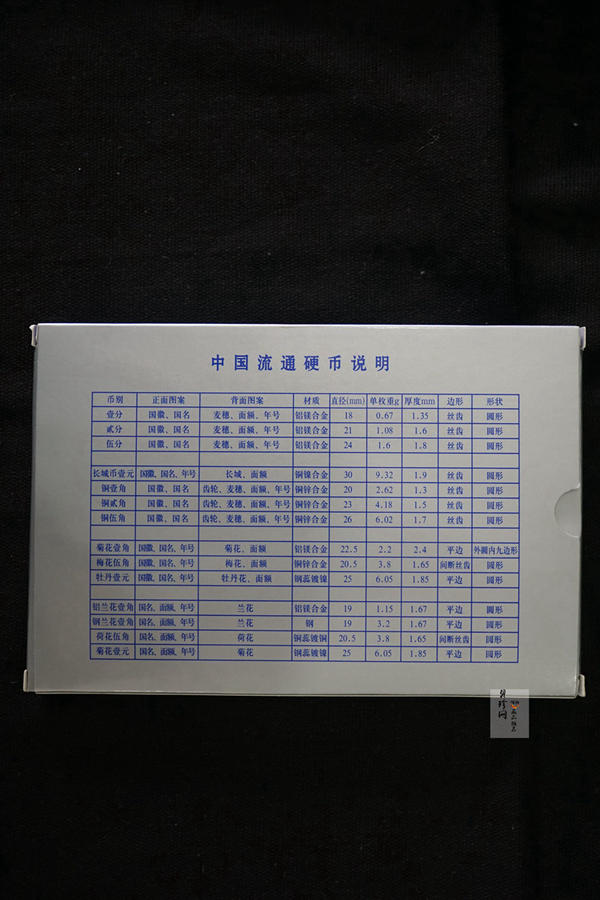 中国流通硬币说明
币别 正面图案 背面图案 材质 直径(mm) 单枚重g 厚度mm 边形 形状
壹分 国徽、国名 麦穗、面额、年号 铝镁合金 18 0.67 1.35 丝齿 圆形
贰分 国徽、国名 麦穗、面额、年号 铝镁合金 21 1.08 1.6 丝齿 圆形
伍分 国徽、国名 麦穗、面额、年号 铝镁合金 24 1.6 1.8 丝齿 圆形
长城币壹元 国徽、国名、年号 长城、面额 铜镍合金 30 9.32 1.9 丝齿 圆形
铜壹角 国徽、国名 齿轮、麦穗、面额、年号 铜锌合金 20 2.62 1.3 丝齿 圆形
铜贰角 国徽、国名 齿轮、麦穗、面额、年号 铜锌合金 23 4.18 1.5 丝齿 圆形
铜伍角 国徽、国名 齿轮、麦穗、面额、年号 铜锌合金 26 6.02 1.7 丝齿 圆形
菊花壹角 国徽、国名、年号 菊花、面额 铝镁合金 22.5 2.2 2.4 平边 外圆内九边形
梅花伍角 国徽、国名、年号 梅花、面额 铜锌合金 20.5 3.8 1.65 间断丝齿 圆形
牡丹壹元 国徽、国名、年号 牡丹花、面额 钢蕊镀镍 25 6.05 1.85 平边 圆形
铝兰花壹角 国名、面额、年号 兰花 铝镁合金 19 1.15 1.67 平边 圆形
钢兰花壹角 国名、面额、年号 兰花 钢 19 3.2 1.67 平边 圆形
荷花伍角 国名、面额、年号 荷花 钢蕊镀铜 20.5 3.8 1.65 间断丝齿 圆形
菊花壹元 国名、面额、年号 菊花 钢蕊镀镍 25 6.05 1.85 平边 圆形